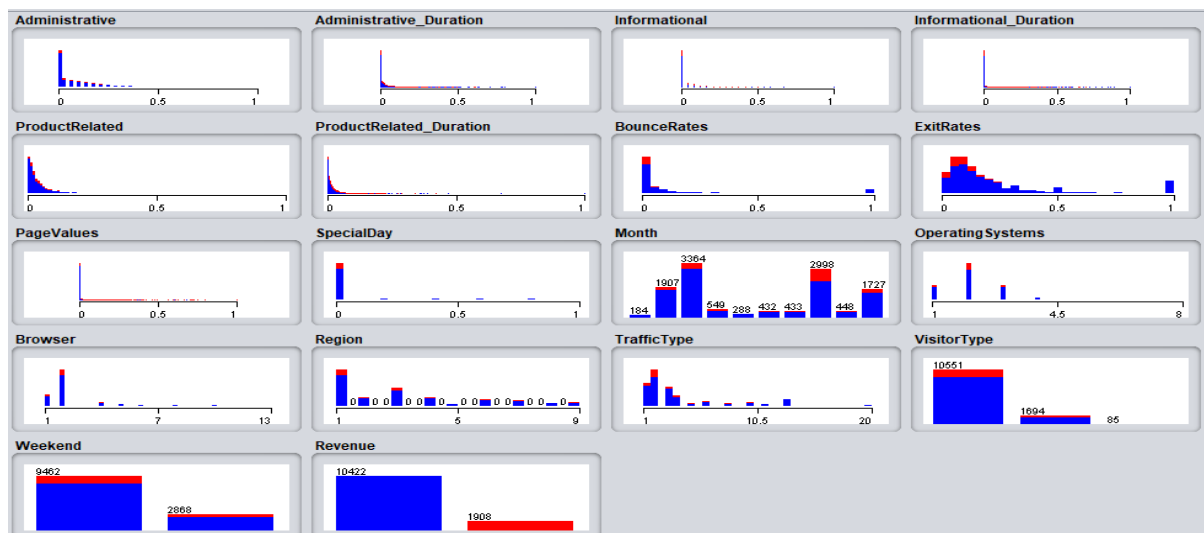 Administrative
Administrative_Duration
Informational
Informational_Duration
0 0.5 1
0 0.5 1
0 0.5 1
0 0.5 1
ProductRelated
ProductRelated_Duration
BounceRates
ExitRates
0 0.5 1
0 0.5 1
0 0.5 1
0 0.5 1
PageValues
SpecialDay
Month
OperatingSystems
0 0.5 1
0 0.5 1
184 1907 3364 549 288 432 433 2998 448 1727
1 4.5 8
Browser
Region
TrafficType
VisitorType
1 7 13
0 0 0 0 0 0 0 0 0 0 0 0 0 0 0 0
1 5 9
1 10.5 20
10551 1694 85
Weekend
Revenue
9462 2868
10422 1908